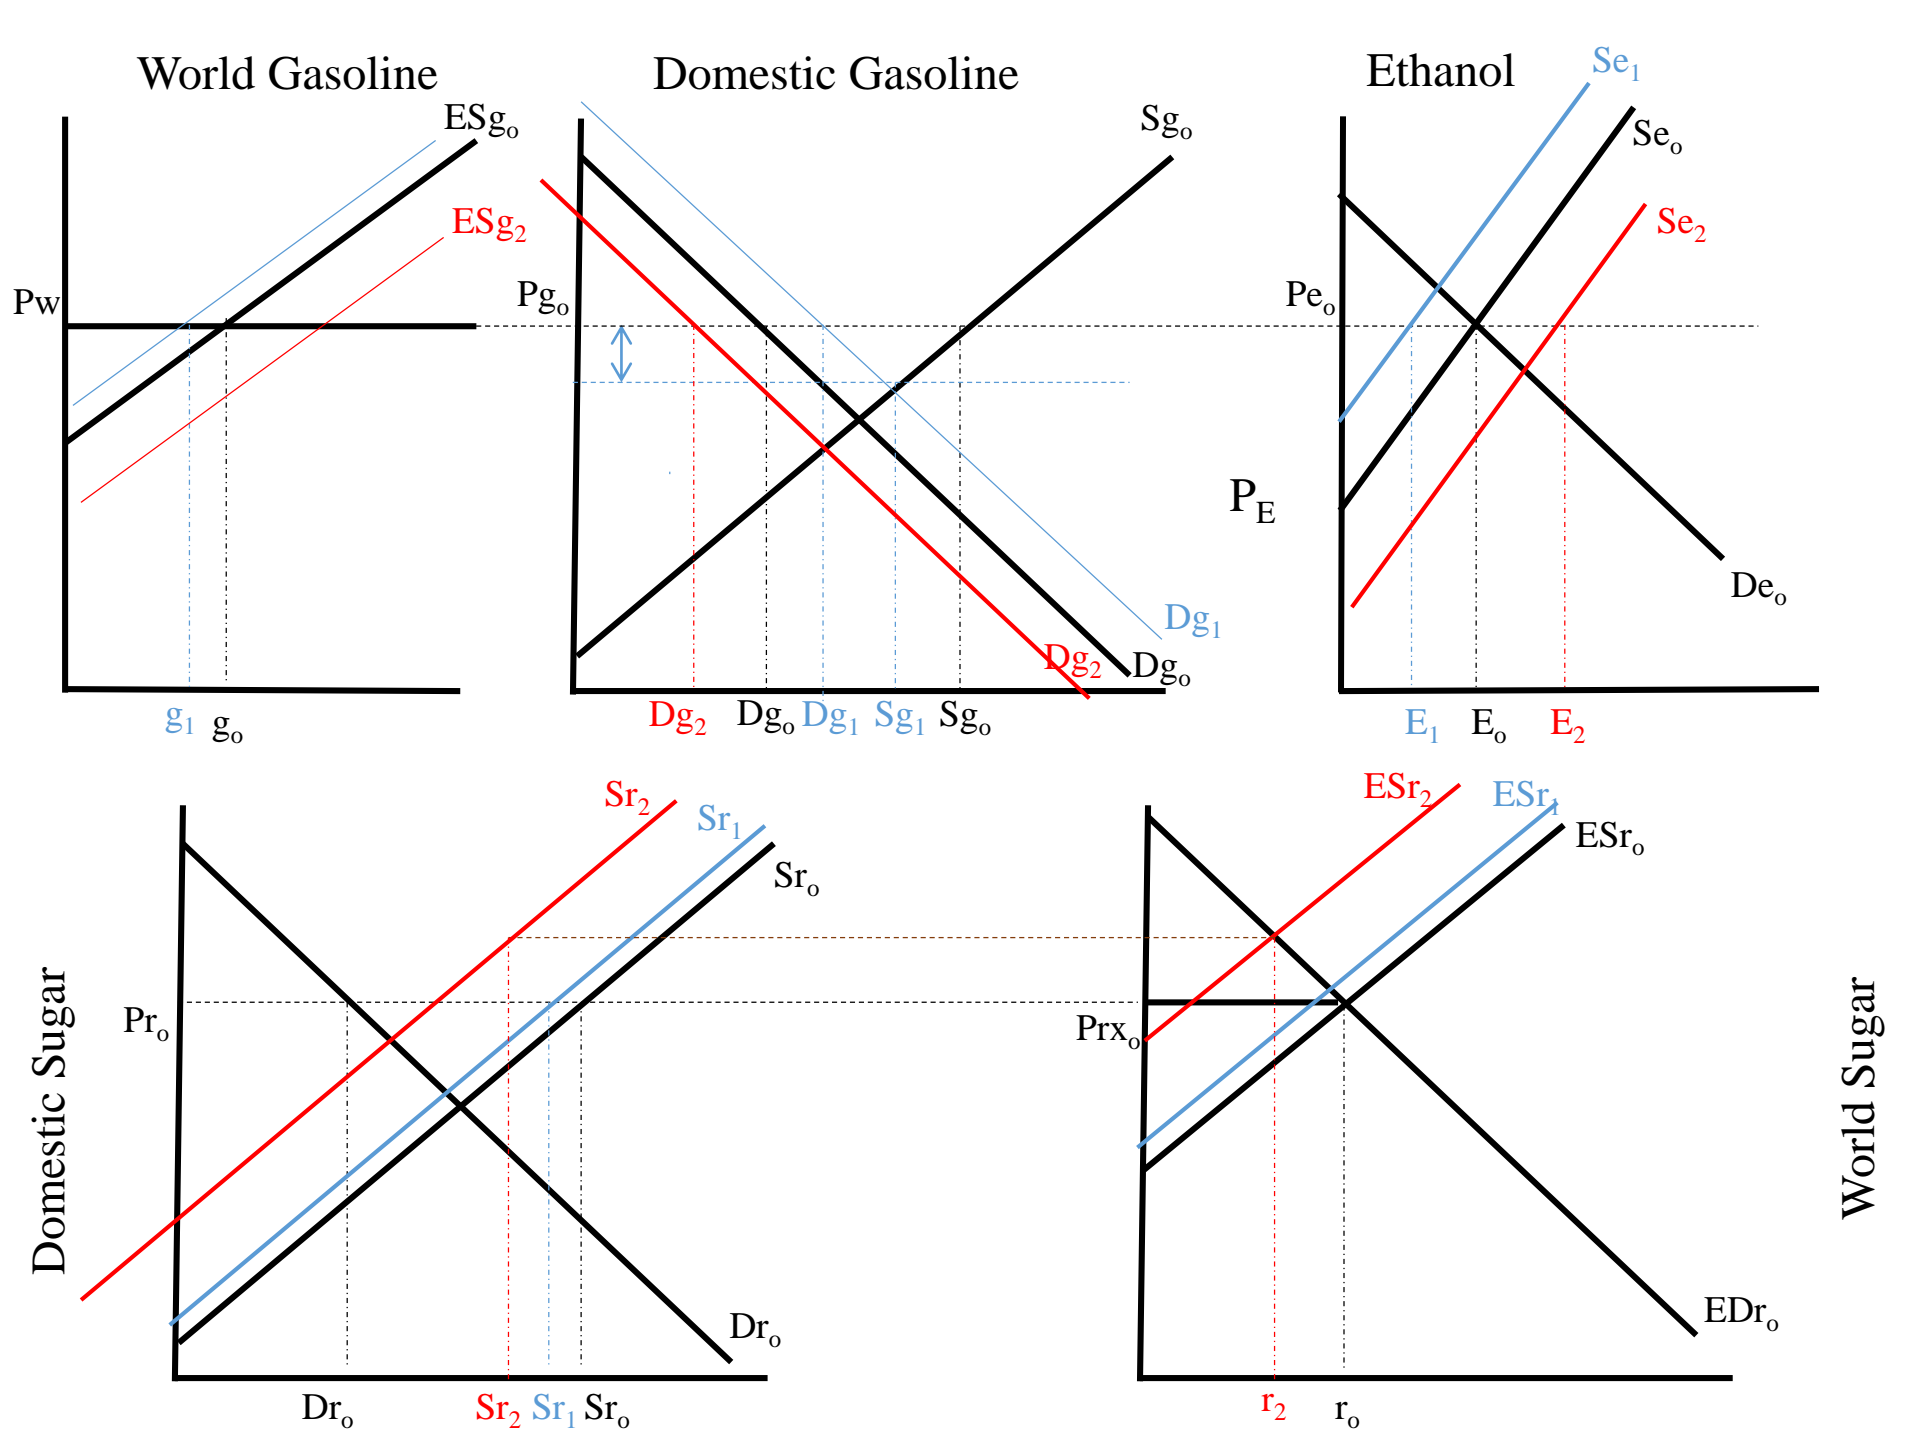 World Gasoline
Domestic Gasoline
Ethanol
Se₁
ESgₒ
Sgₒ
Seₒ
ESg₂
Se₂
Pw
Pgₒ
Peₒ
P_E
Deₒ
Dg₁
Dg₂
Dgₒ
g₁
gₒ
Dg₂
Dgₒ
Dg₁
Sg₁
Sgₒ
E₁
Eₒ
E₂
Sr₂
Sr₁
Srₒ
ESr₂
ESr₁
ESrₒ
Domestic Sugar
Prₒ
Prxₒ
World Sugar
Drₒ
EDrₒ
Drₒ
Sr₂
Sr₁
Srₒ
r₂
rₒ